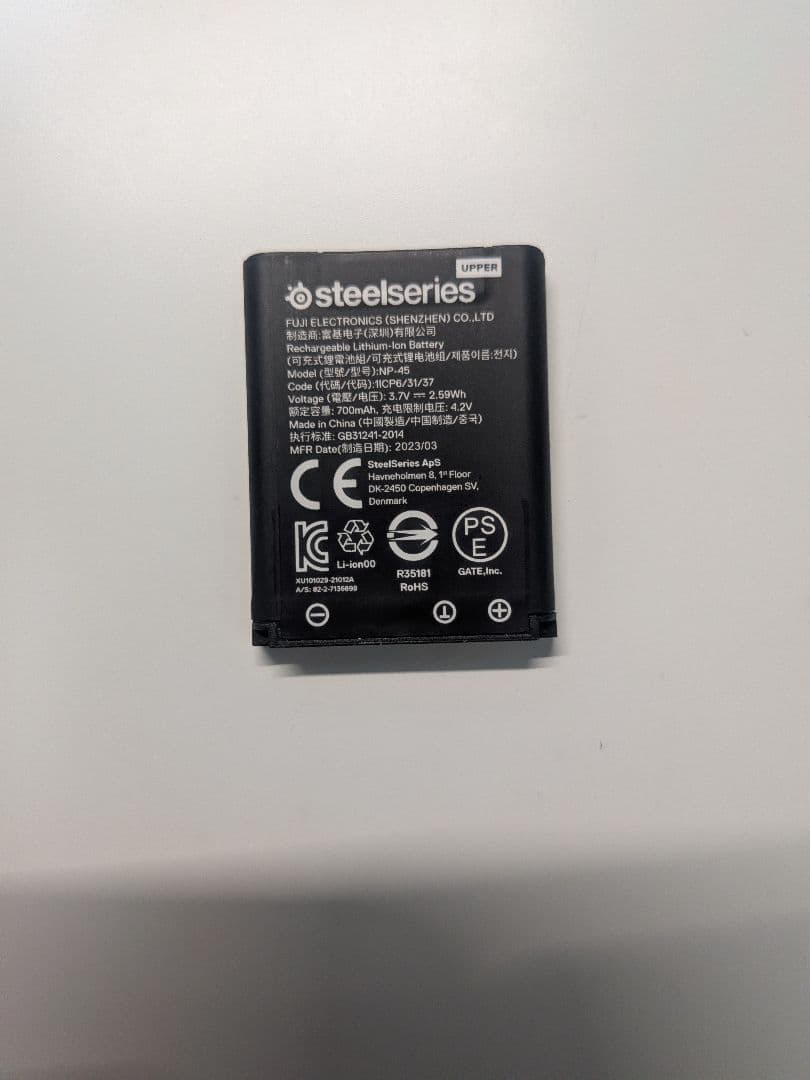 UPPER
steelseries
FUJI ELECTRONICS (SHENZHEN) CO.,LTD
制造商:富基电子(深圳)有限公司
Rechargeable Lithium-Ion Battery
(可充式鋰電池組/可充式锂电池组/제품이름:전지)
Model (型號/型号):NP-45
Code (代碼/代码):1ICP6/31/37
Voltage (電壓/电压): 3.7V ⎓ 2.59Wh
额定容量: 700mAh, 充电限制电压: 4.2V
Made in China (中國製造/中国制造/중국)
执行标准: GB31241-2014
MFR Date(制造日期): 2023/03
CE
SteelSeries ApS
Havneholmen 8, 1st Floor
DK-2450 Copenhagen SV,
Denmark
KC
XU101029-21012A
A/S: 82-2-7135699
Li-ion00
R35181
RoHS
PS
E
GATE,Inc.
⊖ T ⊕